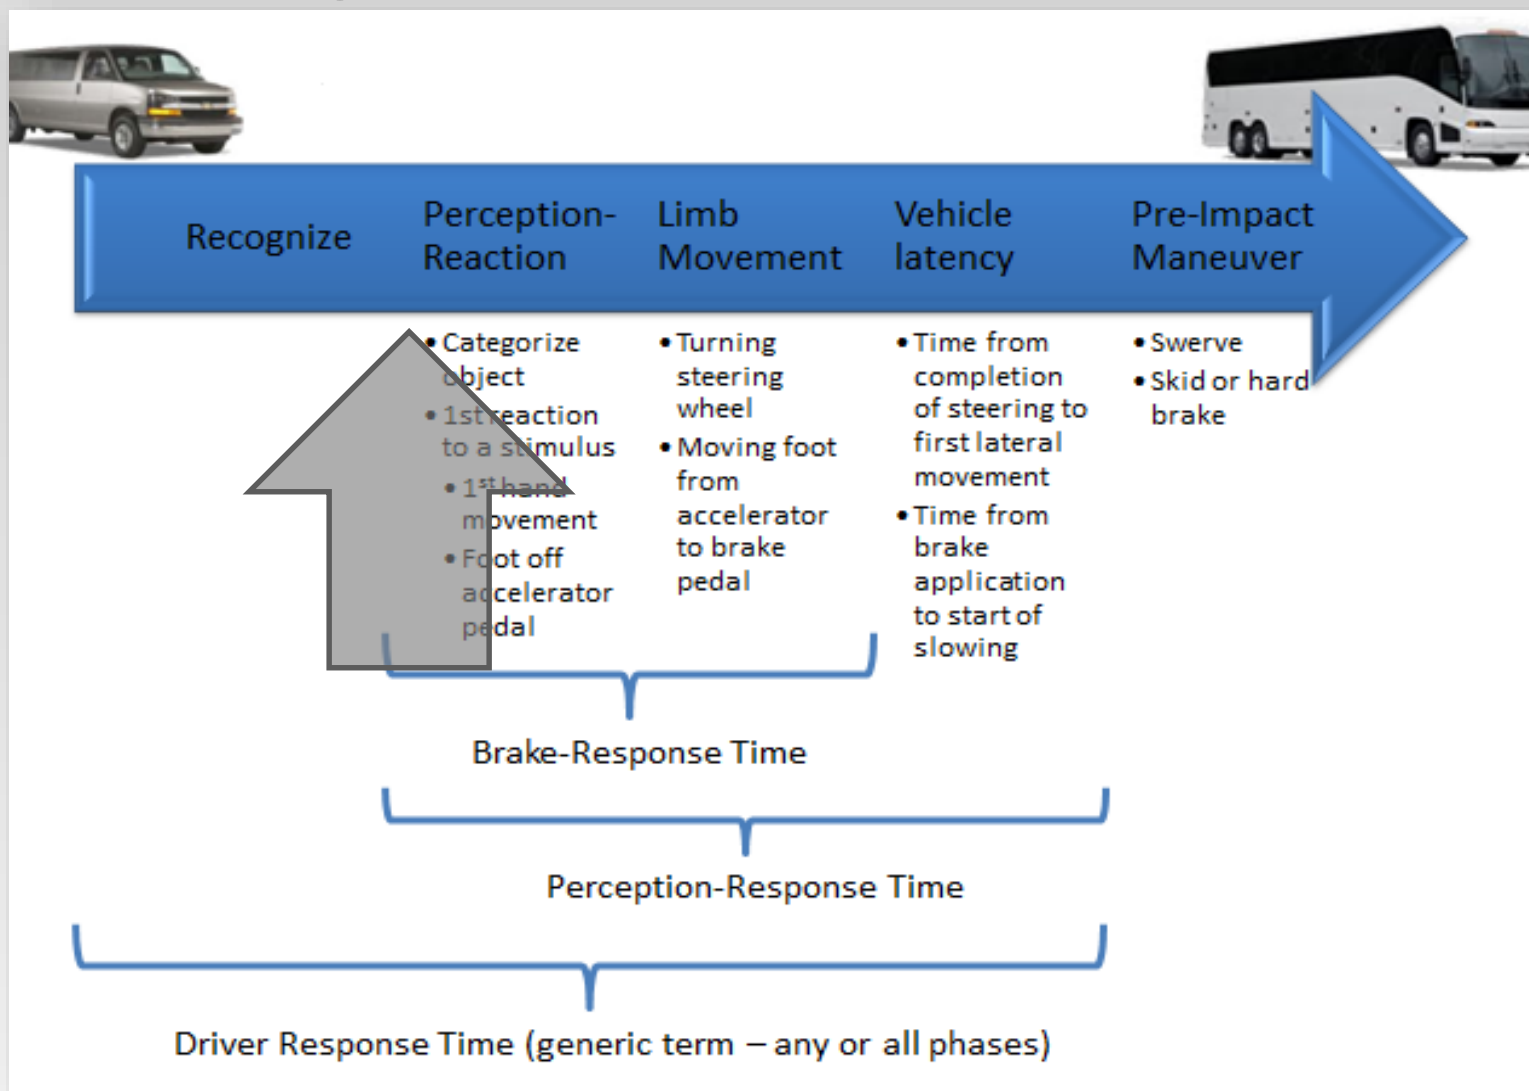 Recognize
Perception-
Reaction
Limb
Movement
Vehicle
latency
Pre-Impact
Maneuver
• Categorize
object
• 1st reaction
to a stimulus
• 1st hand
movement
• Foot off
accelerator
pedal
• Turning
steering
wheel
• Moving foot
from
accelerator
to brake
pedal
• Time from
completion
of steering to
first lateral
movement
• Time from
brake
application
to start of
slowing
• Swerve
• Skid or hard
brake
Brake-Response Time
Perception-Response Time
Driver Response Time (generic term – any or all phases)